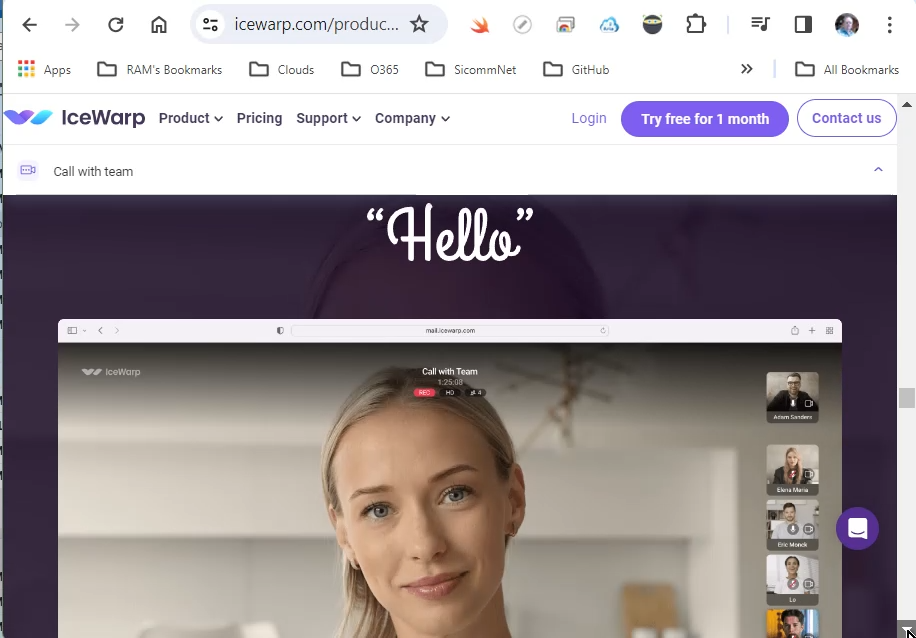 icewarp.com/produc...
Apps
RAM's Bookmarks
Clouds
O365
SicommNet
GitHub
»
All Bookmarks
IceWarp
Product
Pricing
Support
Company
Login
Try free for 1 month
Contact us
Call with team
“Hello”
mail.icewarp.com
IceWarp
Call with Team
1:25:08
REC
HD
4
Adam Sanders
Elena Maria
Eric Monck
Lo